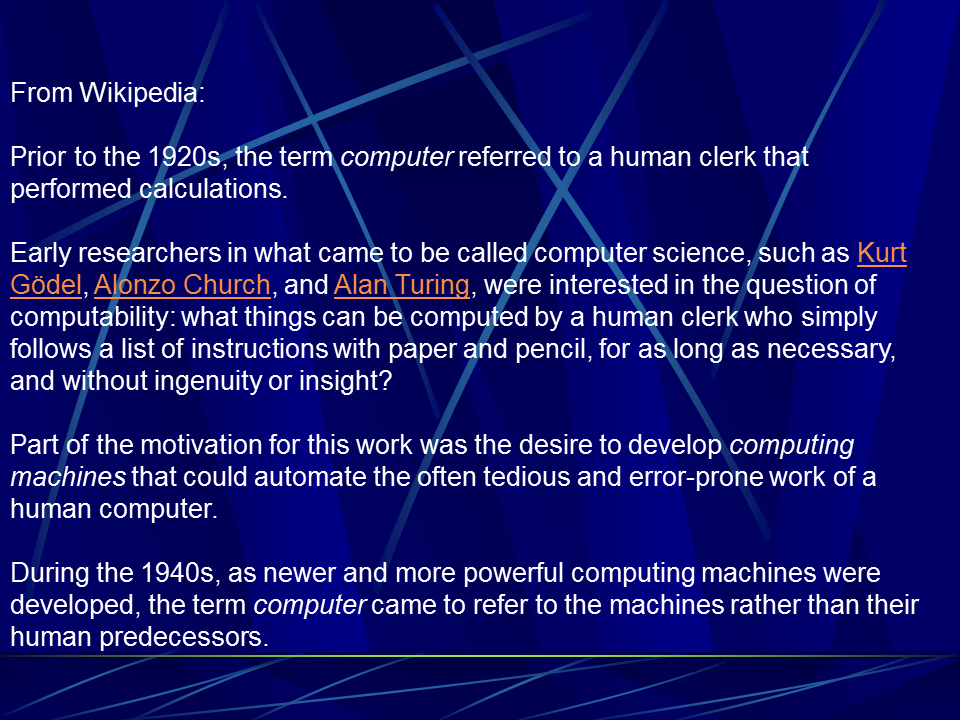 From Wikipedia:
Prior to the 1920s, the term computer referred to a human clerk that
performed calculations.
Early researchers in what came to be called computer science, such as Kurt
Gödel, Alonzo Church, and Alan Turing, were interested in the question of
computability: what things can be computed by a human clerk who simply
follows a list of instructions with paper and pencil, for as long as necessary,
and without ingenuity or insight?
Part of the motivation for this work was the desire to develop computing
machines that could automate the often tedious and error-prone work of a
human computer.
During the 1940s, as newer and more powerful computing machines were
developed, the term computer came to refer to the machines rather than their
human predecessors.